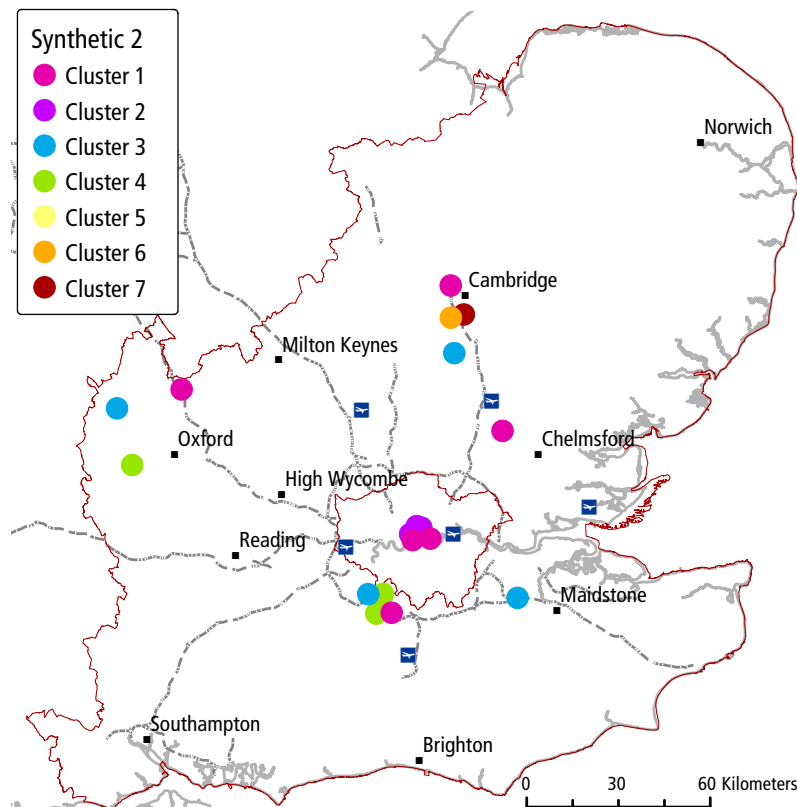 Synthetic 2
Cluster 1
Cluster 2
Cluster 3
Cluster 4
Cluster 5
Cluster 6
Cluster 7
Norwich
Cambridge
Milton Keynes
Oxford
Chelmsford
High Wycombe
Reading
Maidstone
Southampton
Brighton
0 30 60 Kilometers